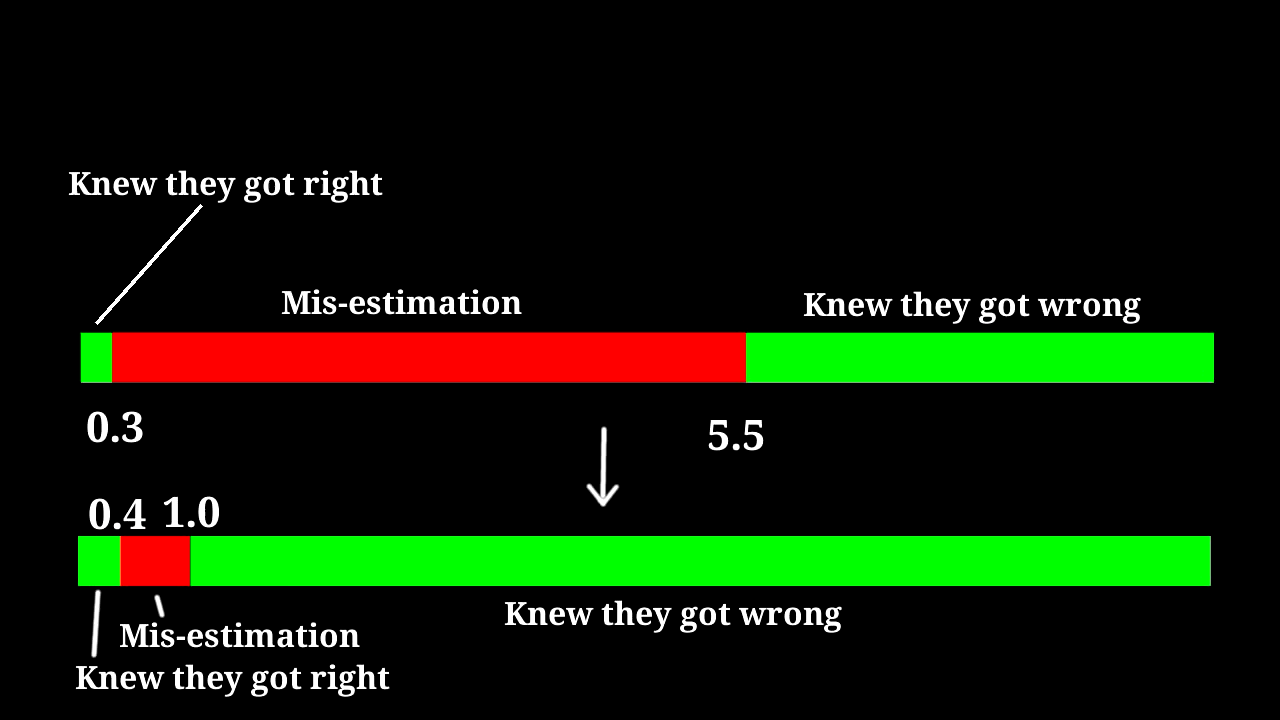 Knew they got right
Mis-estimation
Knew they got wrong
0.3
5.5
0.4
1.0
Knew they got wrong
Mis-estimation
Knew they got right